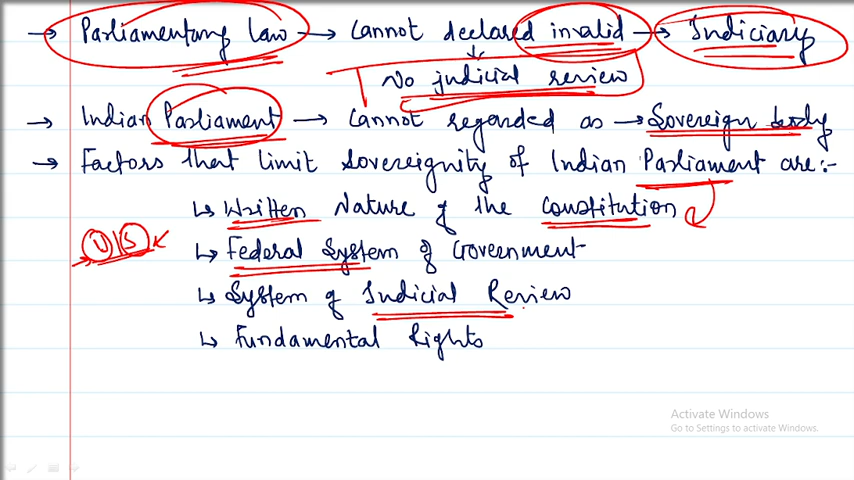 → Parliamentary Law → Cannot declared invalid → Judiciary
↓
No judicial review
→ Indian Parliament → Cannot regarded as → Sovereign body
→ Factors that limit Sovereignity of Indian Parliament are:-
↳ Written Nature of the Constitution
↳ Federal System of Government
↳ System of Judicial Review
↳ Fundamental Rights
Activate Windows
Go to Settings to activate Windows.